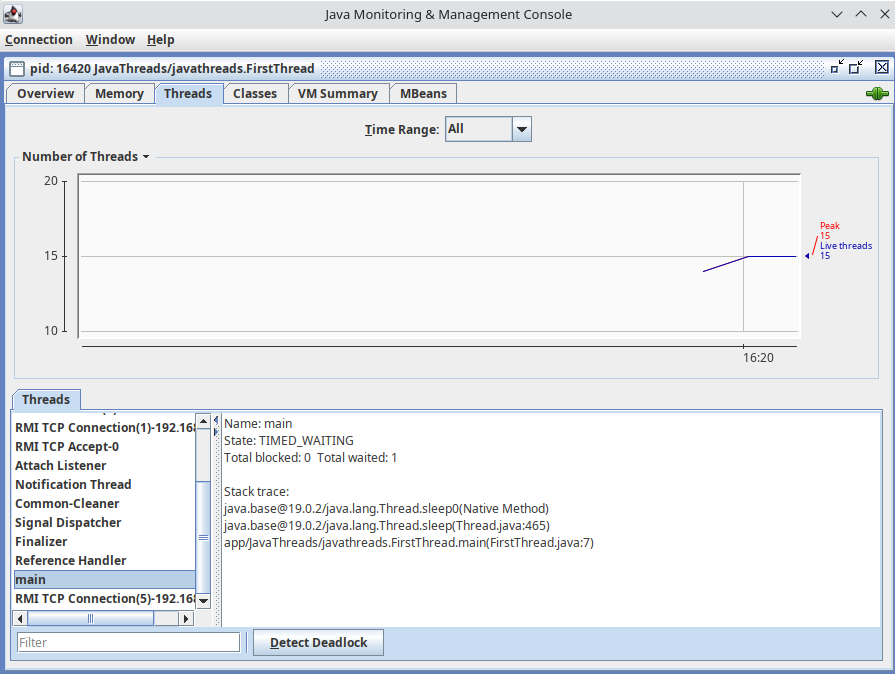 Java Monitoring & Management Console
Connection Window Help
pid: 16420 JavaThreads/javathreads.FirstThread
Overview Memory Threads Classes VM Summary MBeans
Time Range: All
Number of Threads
20
15
10
16:20
Peak
15
Live threads
15
Threads
RMI TCP Connection(1)-192.168
RMI TCP Accept-0
Attach Listener
Notification Thread
Common-Cleaner
Signal Dispatcher
Finalizer
Reference Handler
main
RMI TCP Connection(5)-192.168
Name: main
State: TIMED_WAITING
Total blocked: 0 Total waited: 1
Stack trace:
java.base@19.0.2/java.lang.Thread.sleep0(Native Method)
java.base@19.0.2/java.lang.Thread.sleep(Thread.java:465)
app/JavaThreads/javathreads.FirstThread.main(FirstThread.java:7)
Filter
Detect Deadlock